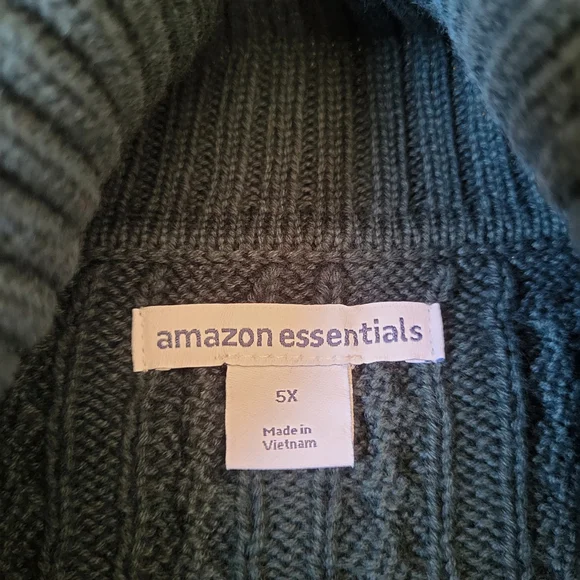 amazon essentials
5X
Made in
Vietnam